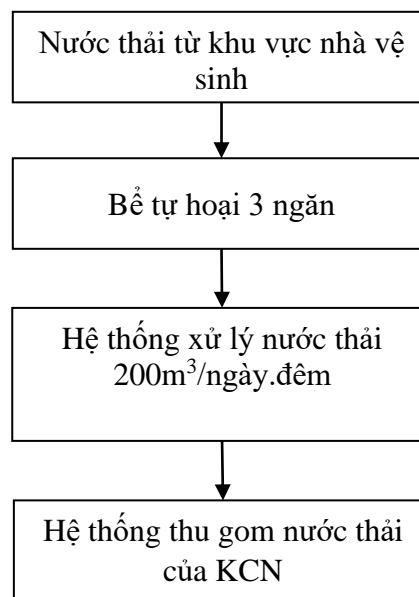 Nước thải từ khu vực nhà vệ
sinh
Bể tự hoại 3 ngăn
Hệ thống xử lý nước thải
200m³/ngày.đêm
Hệ thống thu gom nước thải
của KCN